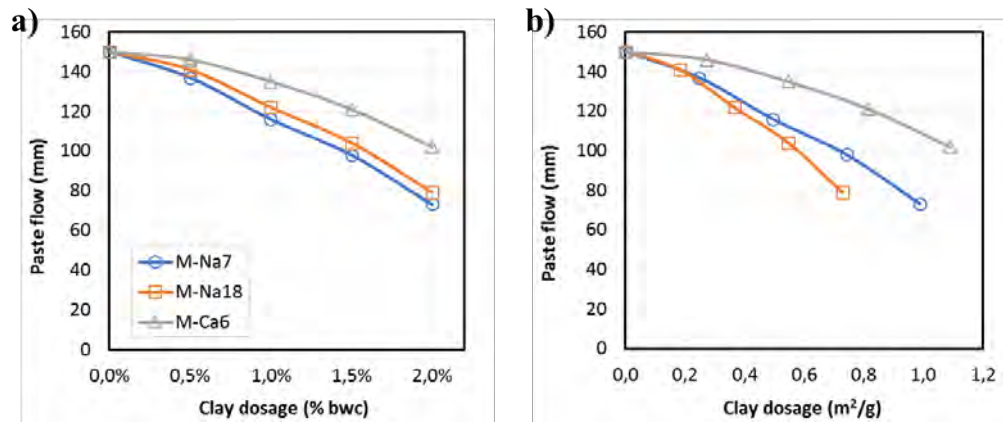 a)
160
140
120
100
80
60
40
20
0
Paste flow (mm)
M-Na7
M-Na18
M-Ca6
0,0% 0,5% 1,0% 1,5% 2,0%
Clay dosage (% bwc)
b)
160
140
120
100
80
60
40
20
0
Paste flow (mm)
0,0 0,2 0,4 0,6 0,8 1,0 1,2
Clay dosage (m²/g)